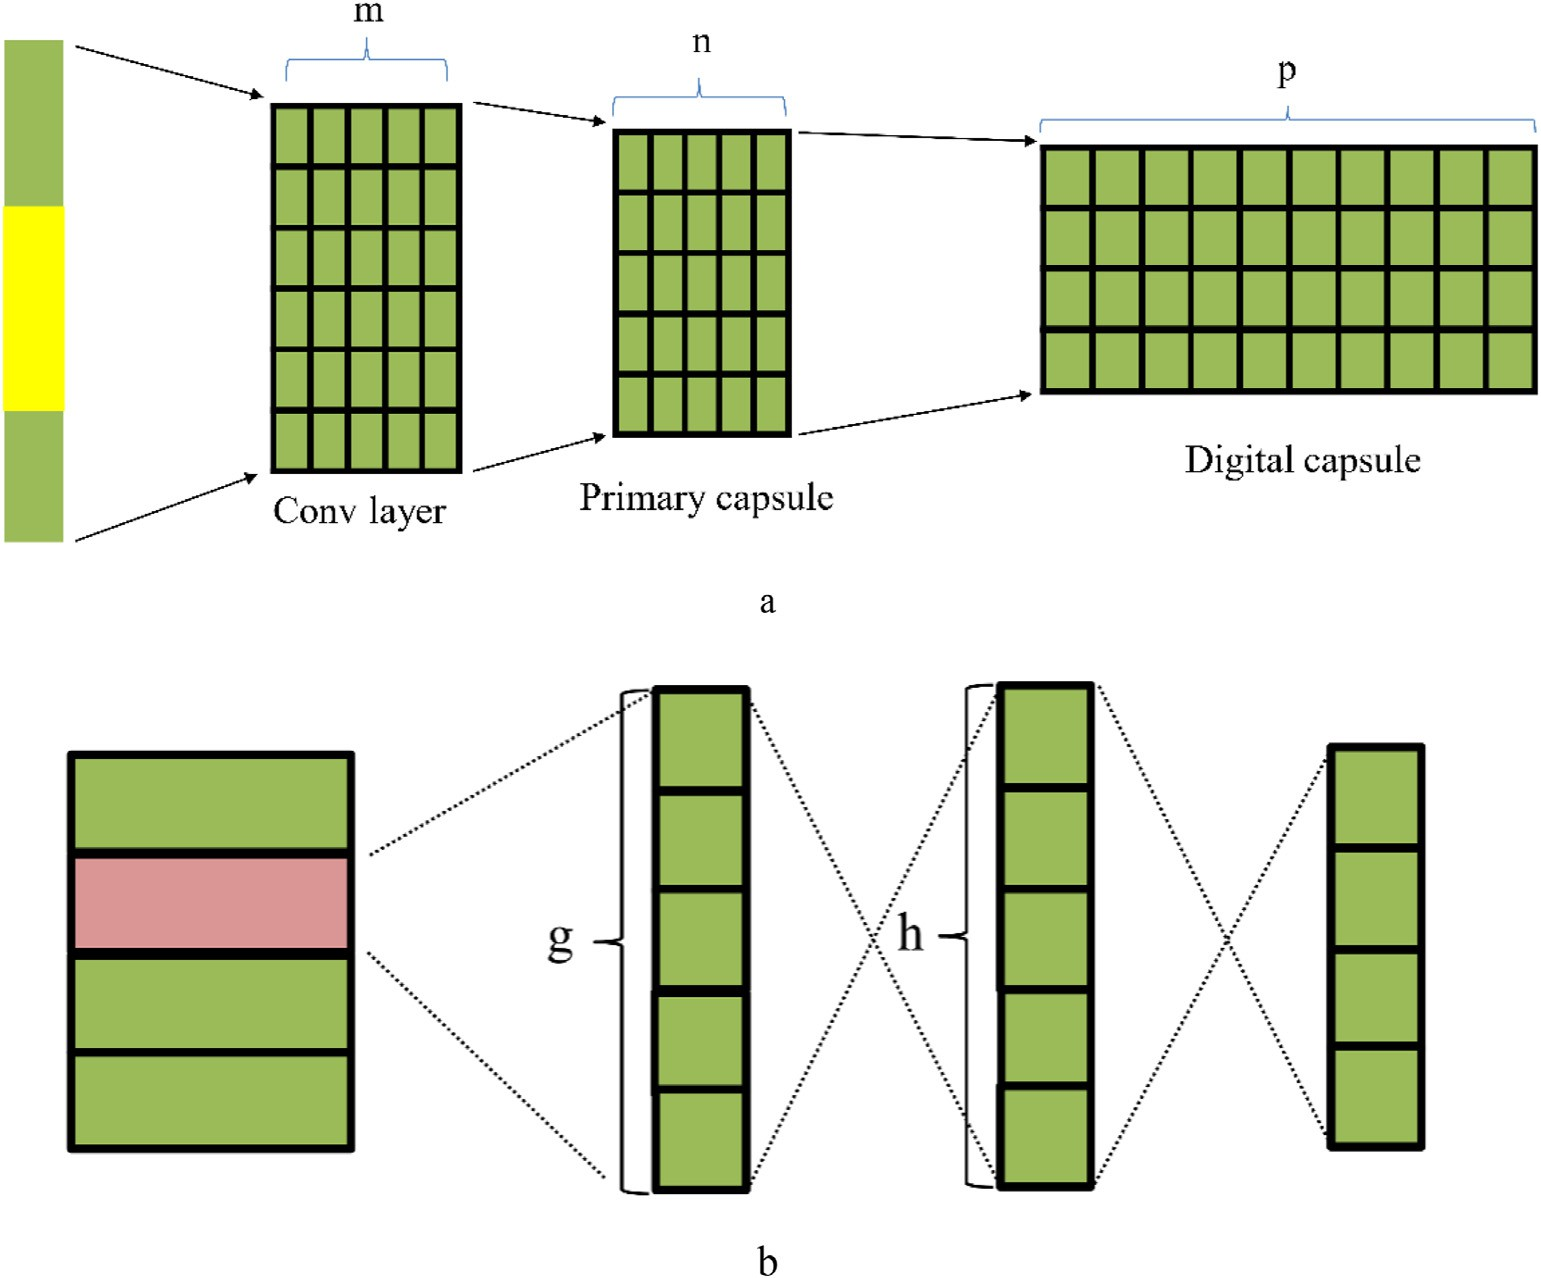 m
n
p
Conv layer
Primary capsule
Digital capsule
a
g
h
b